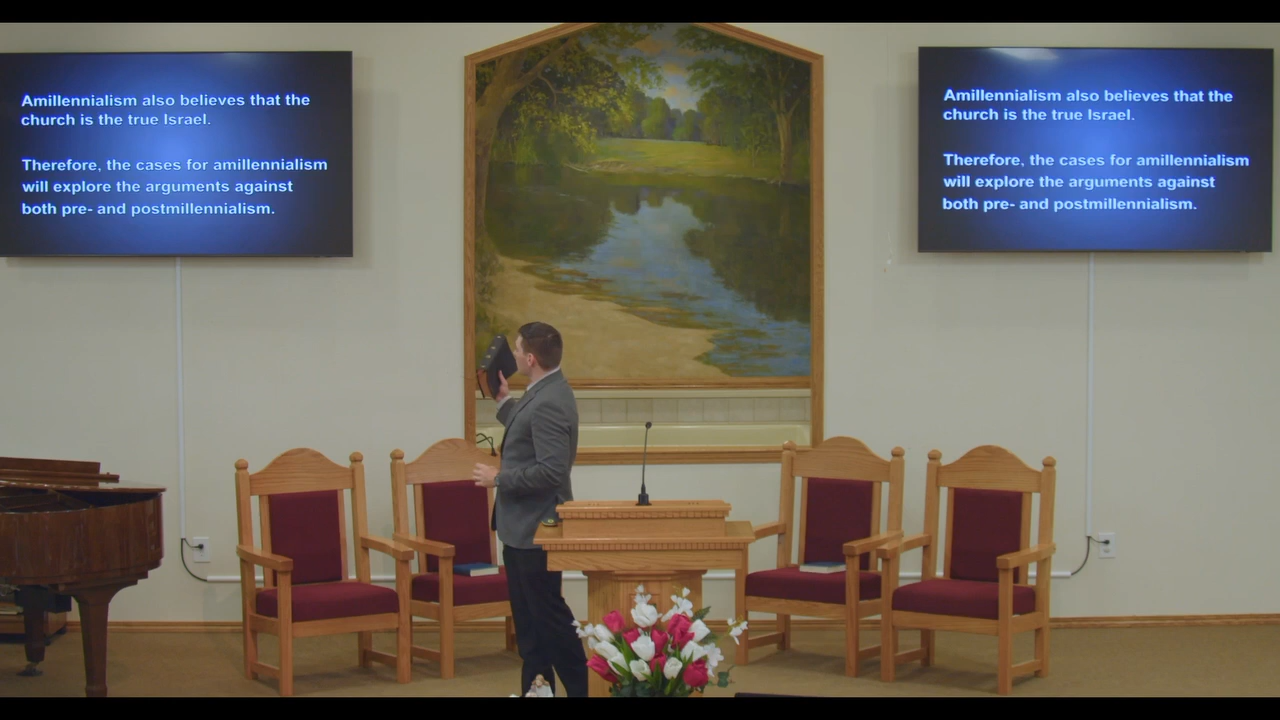 Amillennialism also believes that the
church is the true Israel.
Therefore, the cases for amillennialism
will explore the arguments against
both pre- and postmillennialism.
Amillennialism also believes that the
church is the true Israel.
Therefore, the cases for amillennialism
will explore the arguments against
both pre- and postmillennialism.